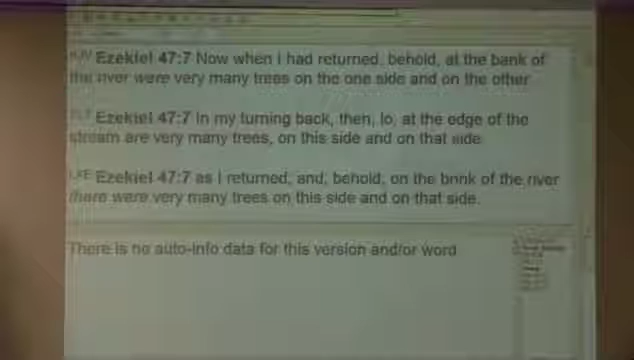 KJV Ezekiel 47:7 Now when I had returned, behold, at the bank of
the river were very many trees on the one side and on the other.
YLT Ezekiel 47:7 In my turning back, then, lo, at the edge of the
stream are very many trees, on this side and on that side.
LXE Ezekiel 47:7 as I returned; and, behold, on the brink of the river
there were very many trees on this side and on that side.
There is no auto-info data for this version and/or word